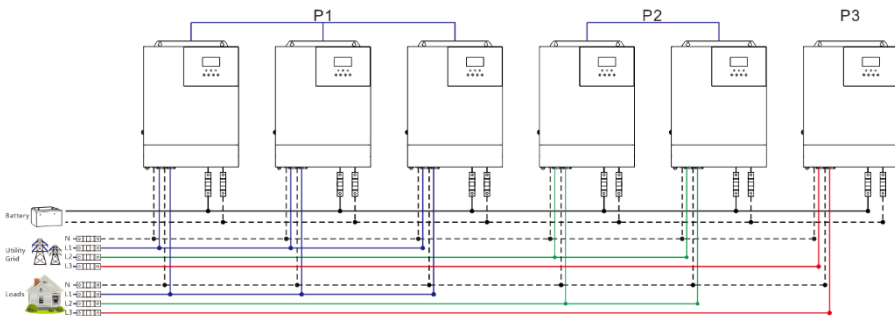 P1 P2 P3
Battery
Utility
Grid
N
L1
L2
L3
Loads
N
L1
L2
L3